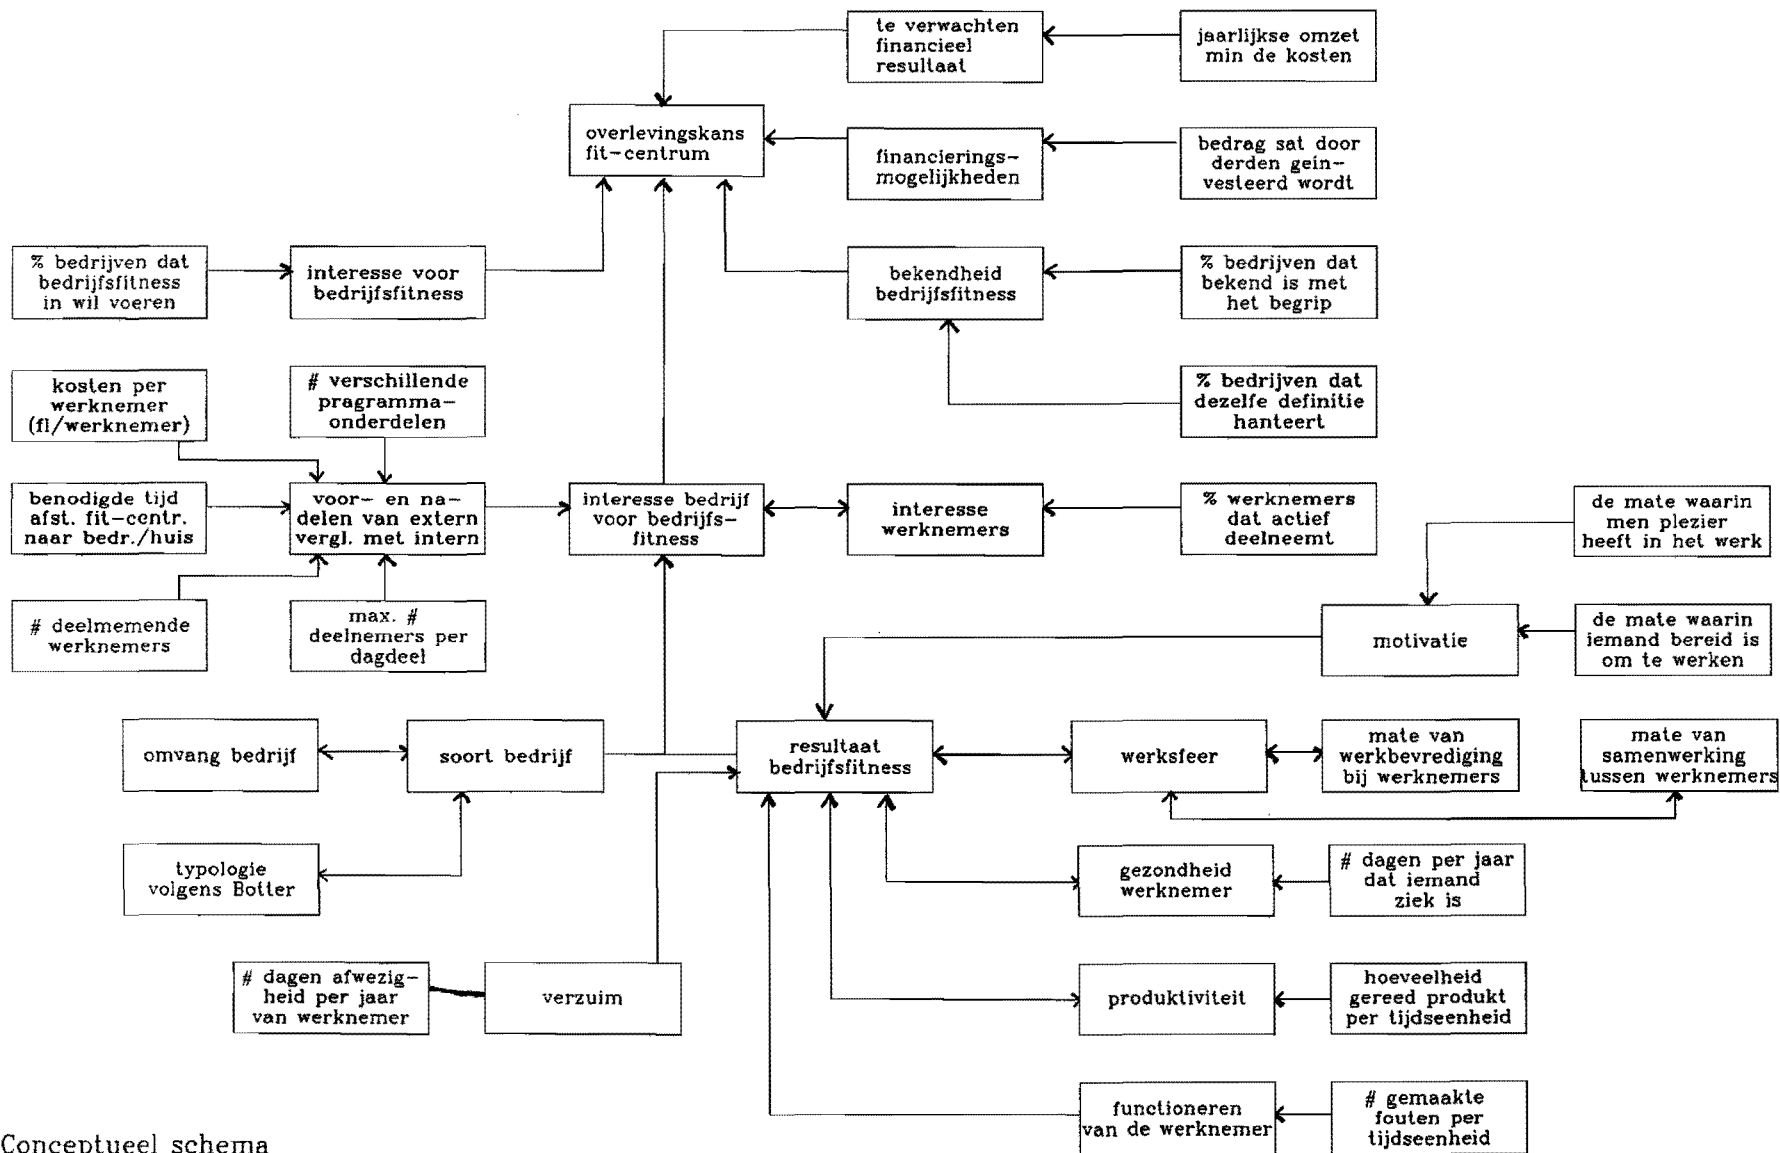 te verwachten
financieel
resultaat
jaarlijkse omzet
min de kosten
overlevingskans
fit-centrum
financierings-
mogelijkheden
bedrag sat door
derden gein-
vesteerd wordt
% bedrijven dat
bedrijfsfitness
in wil voeren
interesse voor
bedrijfsfitness
bekendheid
bedrijfsfitness
% bedrijven dat
bekend is met
het begrip
kosten per
werknemer
(fl/werknemer)
# verschillende
pragramma-
onderdelen
% bedrijven dat
dezelfe definitie
hanteert
benodigde tijd
afst. fit-centr.
naar bedr./huis
voor- en na-
delen van extern
vergl. met intern
interesse bedrijf
voor bedrijfs-
fitness
interesse
werknemers
% werknemers
dat actief
deelneemt
de mate waarin
men plezier
heeft in het werk
# deelmemende
werknemers
max. #
deelnemers per
dagdeel
motivatie
de mate waarin
iemand bereid is
om te werken
omvang bedrijf
soort bedrijf
resultaat
bedrijfsfitness
werksfeer
mate van
werkbevrediging
bij werknemers
mate van
samenwerking
tussen werknemers
typologie
volgens Botter
gezondheid
werknemer
# dagen per jaar
dat iemand
ziek is
# dagen afwezig-
heid per jaar
van werknemer
verzuim
produktiviteit
hoeveelheid
gereed produkt
per tijdseenheid
functioneren
van de werknemer
# gemaakte
fouten per
tijdseenheid
Conceptueel schema